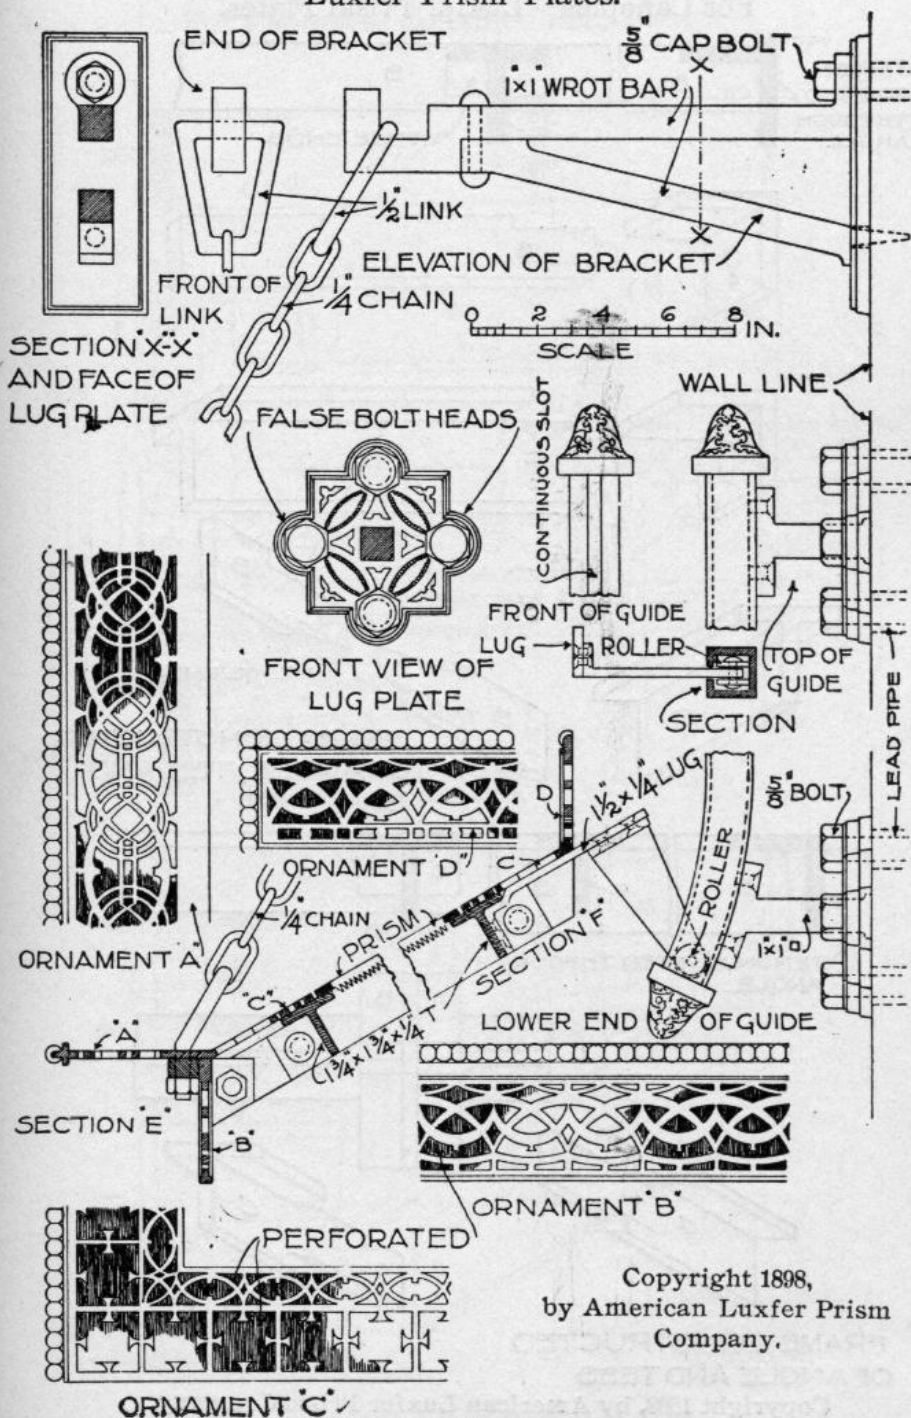 Luxfer Prism Plates.
END OF BRACKET
5/8" CAP BOLT
1"x1" WROT BAR
X
X
1/2" LINK
ELEVATION OF BRACKET
FRONT OF
LINK
1/4" CHAIN
0 2 4 6 8 IN.
SCALE
SECTION "X-X"
AND FACE OF
LUG PLATE
WALL LINE
FALSE BOLT HEADS
CONTINUOUS SLOT
FRONT OF GUIDE
LUG
ROLLER
TOP OF
GUIDE
FRONT VIEW OF
LUG PLATE
SECTION
LEAD PIPE
D
1 1/2" x 1/4" LUG
5/8" BOLT
ORNAMENT "D"
C
ROLLER
1/4" CHAIN
PRISM
SECTION "F"
ORNAMENT A"
1"x1"
"C"
LOWER END OF GUIDE
"A"
1 3/4" x 1 3/4" x 1/4" T
SECTION "E"
"B"
ORNAMENT "B"
PERFORATED
Copyright 1898,
by American Luxfer Prism
Company.
ORNAMENT "C"